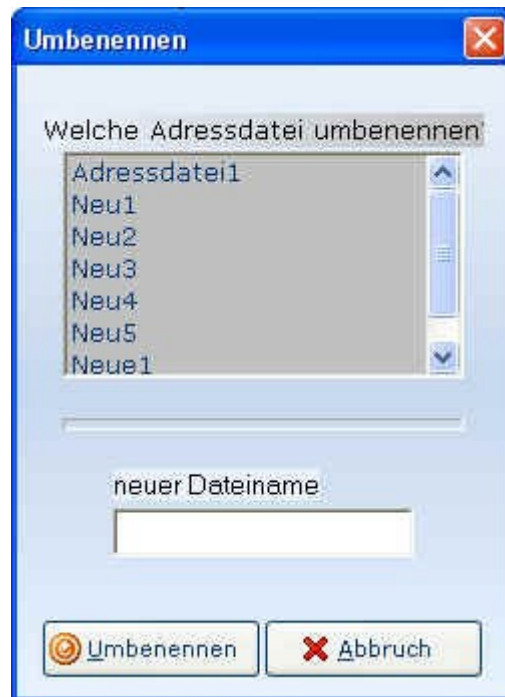 Umbenennen
Welche Adressdatei umbenennen
Adressdatei1
Neu1
Neu2
Neu3
Neu4
Neu5
Neue1
neuer Dateiname
Umbenennen
Abbruch